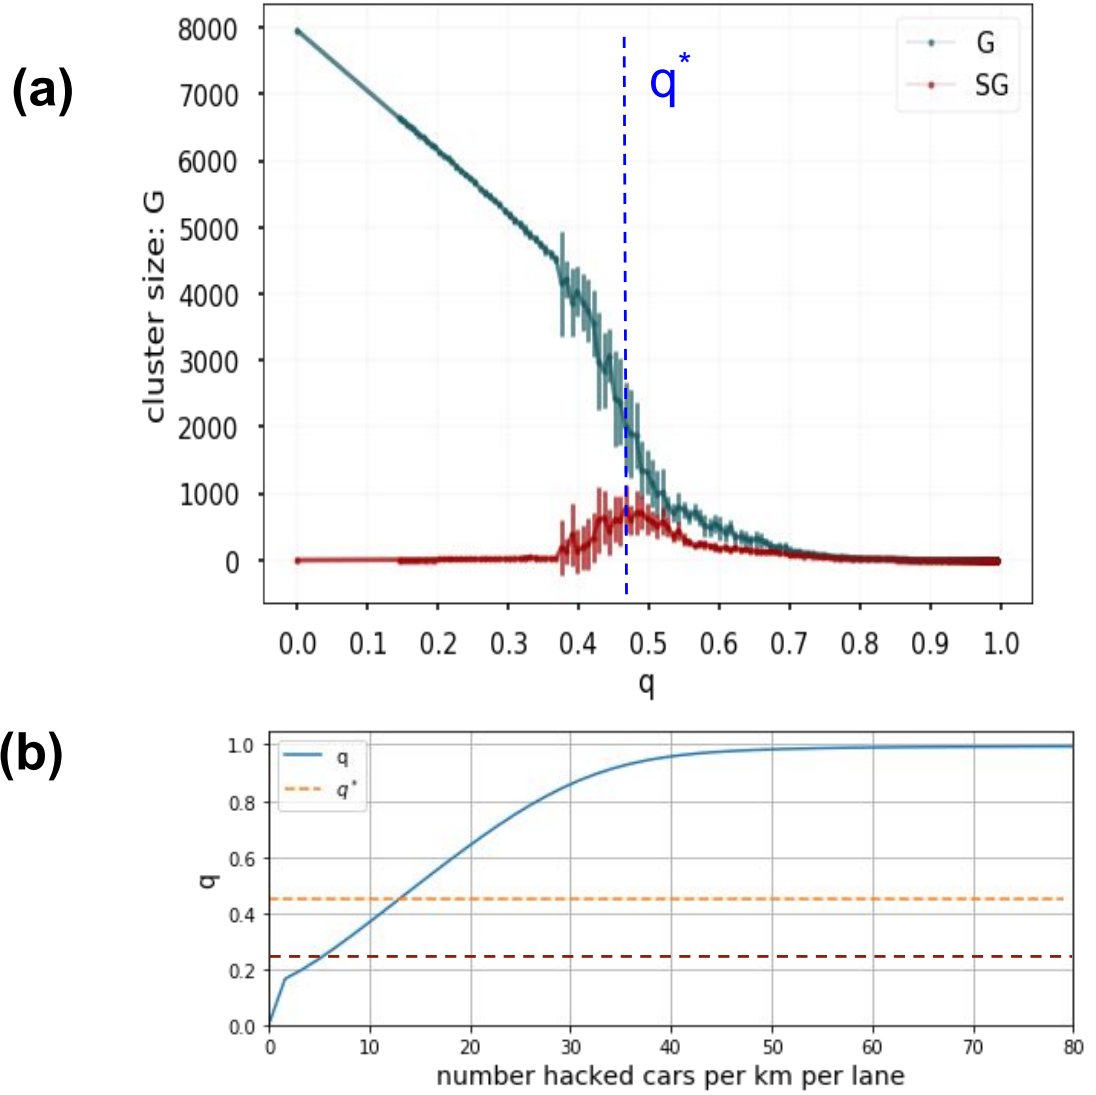 (a)
cluster size: G
8000
7000
6000
5000
4000
3000
2000
1000
0
q*
G
SG
0.0 0.1 0.2 0.3 0.4 0.5 0.6 0.7 0.8 0.9 1.0
q
(b)
q
1.0
0.8
0.6
0.4
0.2
0.0
q
q*
0 10 20 30 40 50 60 70 80
number hacked cars per km per lane